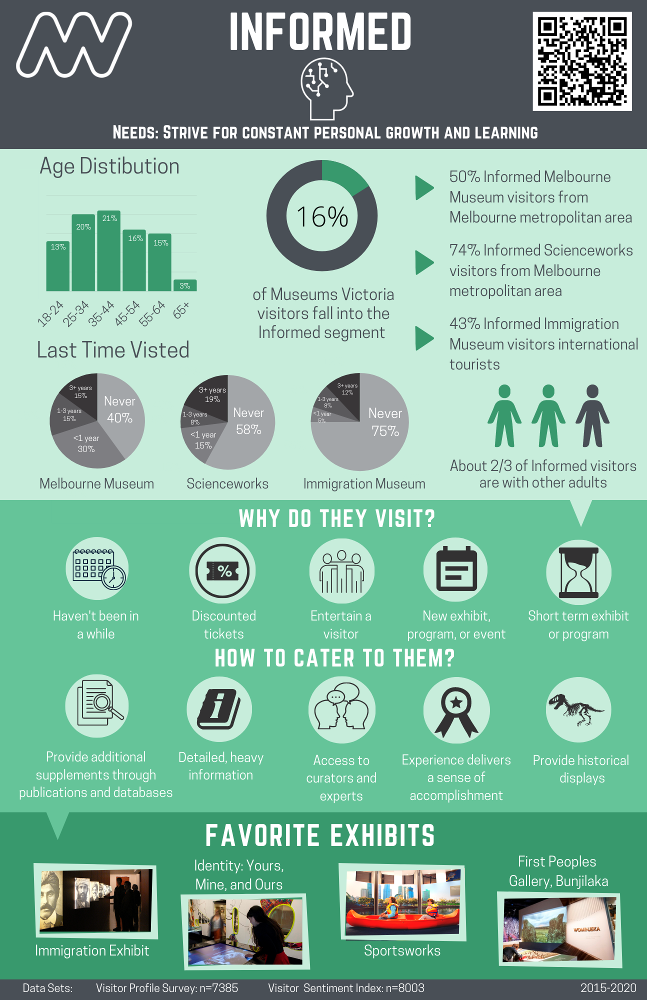 INFORMED
NEEDS: STRIVE FOR CONSTANT PERSONAL GROWTH AND LEARNING
Age Distibution
13%
20%
21%
16%
15%
3%
18-24
25-34
35-44
45-54
55-64
65+
16%
of Museums Victoria
visitors fall into the
Informed segment
50% Informed Melbourne
Museum visitors from
Melbourne metropolitan area
74% Informed Scienceworks
visitors from Melbourne
metropolitan area
43% Informed Immigration
Museum visitors international
tourists
Last Time Visted
3+ years
15%
Never
40%
1-3 years
15%
<1 year
30%
Melbourne Museum
3+ years
19%
Never
58%
1-3 years
8%
<1 year
15%
Scienceworks
3+ years
12%
1-3 years
8%
<1 year
5%
Never
75%
Immigration Museum
About 2/3 of Informed visitors
are with other adults
WHY DO THEY VISIT?
%
Haven't been in
a while
Discounted
tickets
Entertain a
visitor
New exhibit,
program, or event
Short term exhibit
or program
HOW TO CATER TO THEM?
i
Provide additional
supplements through
publications and databases
Detailed, heavy
information
Access to
curators and
experts
Experience delivers
a sense of
accomplishment
Provide historical
displays
FAVORITE EXHIBITS
Immigration Exhibit
Identity: Yours,
Mine, and Ours
Sportsworks
First Peoples
Gallery, Bunjilaka
WOMINJEKA
Data Sets: Visitor Profile Survey: n=7385 Visitor Sentiment Index: n=8003 2015-2020